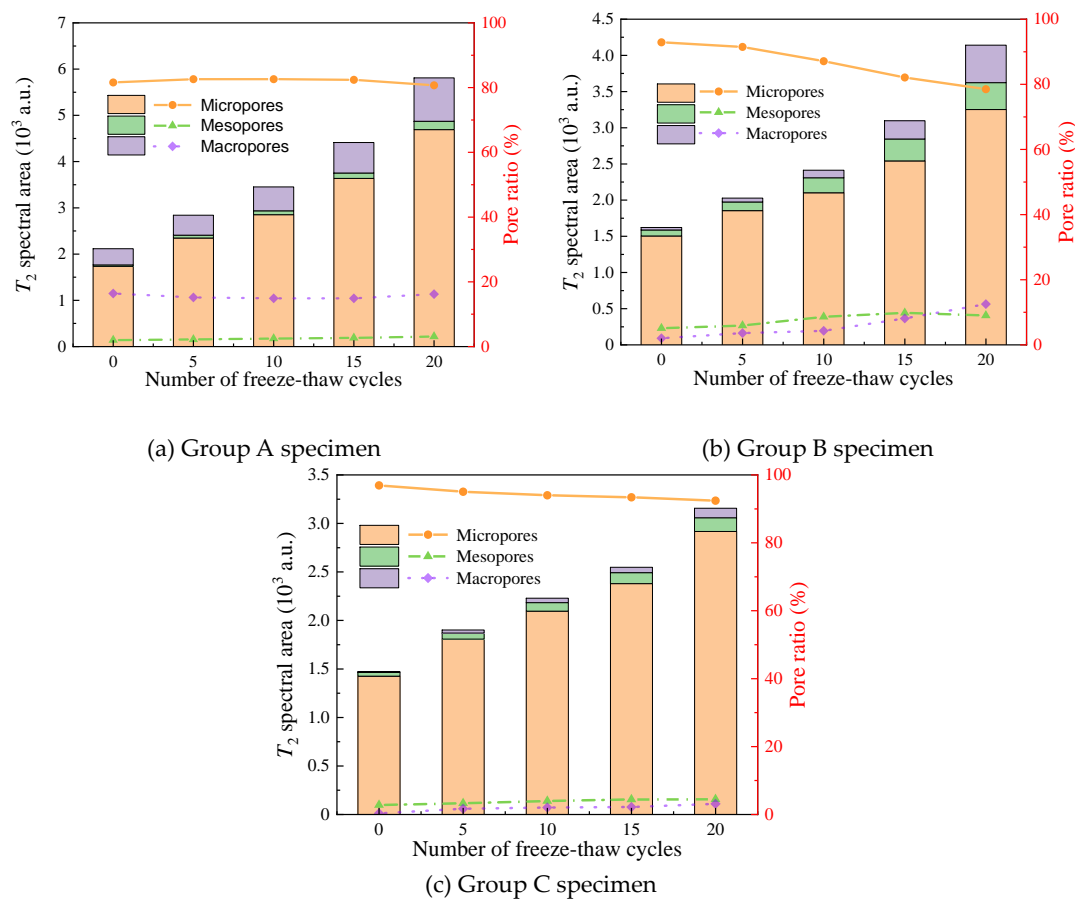 7
6
5
4
3
2
1
0
T₂ spectral area (10³ a.u.)
100
80
60
40
20
0
Pore ratio (%)
Micropores
Mesopores
Macropores
0 5 10 15 20
Number of freeze-thaw cycles
(a) Group A specimen
4.5
4.0
3.5
3.0
2.5
2.0
1.5
1.0
0.5
0
T₂ spectral area (10³ a.u.)
100
80
60
40
20
0
Pore ratio (%)
Micropores
Mesopores
Macropores
0 5 10 15 20
Number of freeze-thaw cycles
(b) Group B specimen
3.5
3.0
2.5
2.0
1.5
1.0
0.5
0
T₂ spectral area (10³ a.u.)
100
80
60
40
20
0
Pore ratio (%)
Micropores
Mesopores
Macropores
0 5 10 15 20
Number of freeze-thaw cycles
(c) Group C specimen